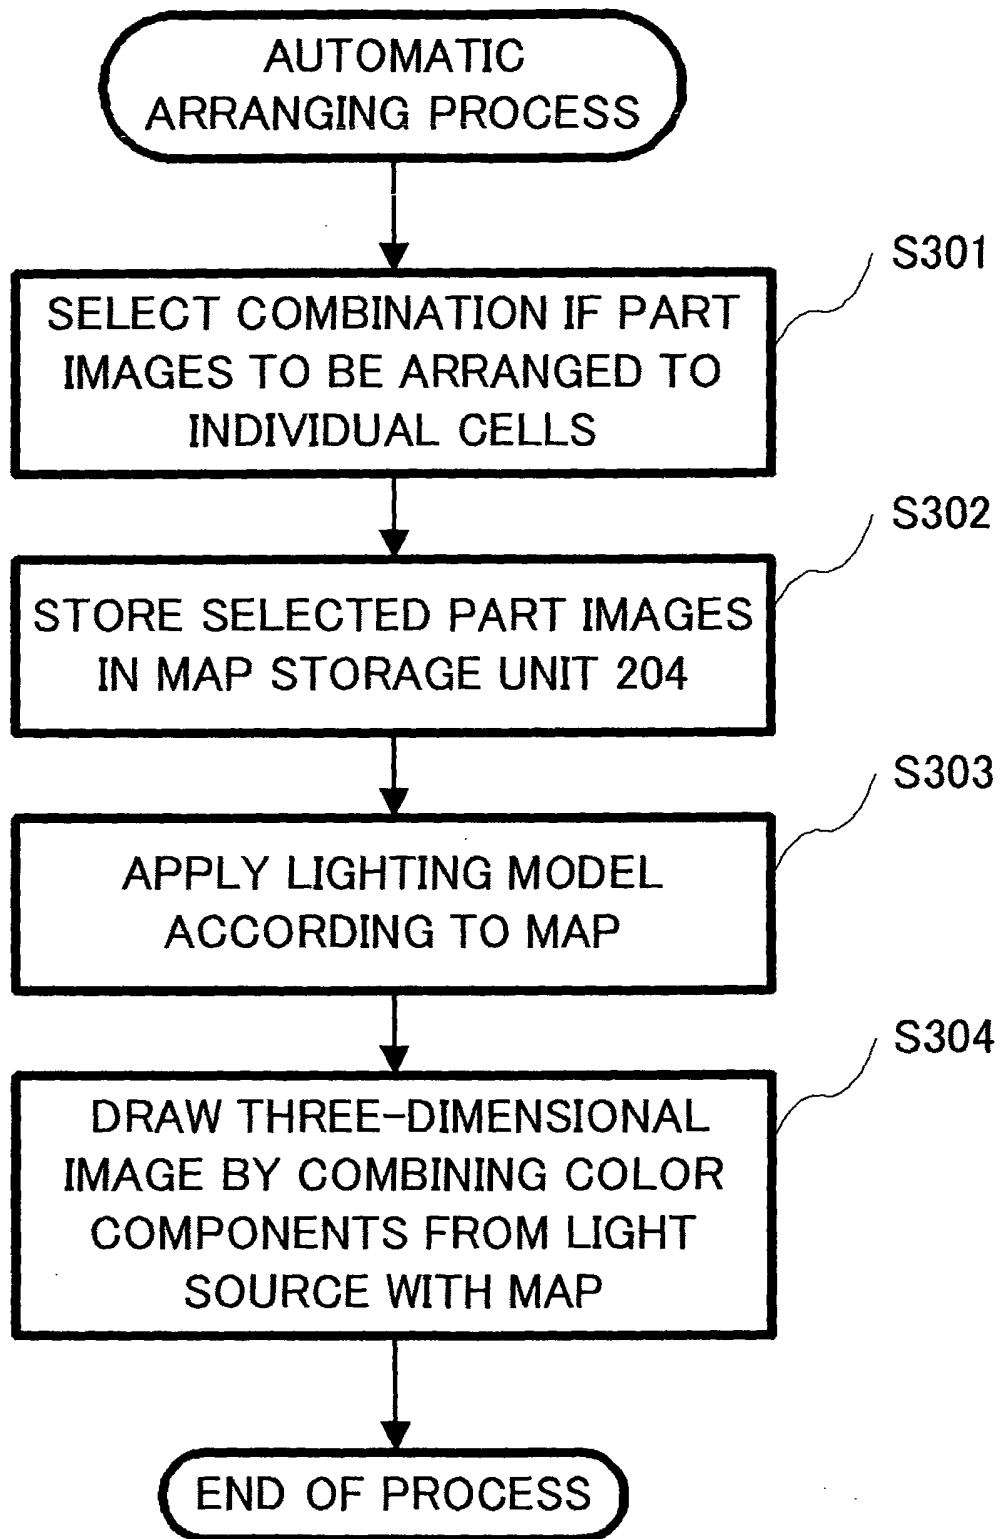 AUTOMATIC
ARRANGING PROCESS
S301
SELECT COMBINATION IF PART
IMAGES TO BE ARRANGED TO
INDIVIDUAL CELLS
S302
STORE SELECTED PART IMAGES
IN MAP STORAGE UNIT 204
S303
APPLY LIGHTING MODEL
ACCORDING TO MAP
S304
DRAW THREE-DIMENSIONAL
IMAGE BY COMBINING COLOR
COMPONENTS FROM LIGHT
SOURCE WITH MAP
END OF PROCESS